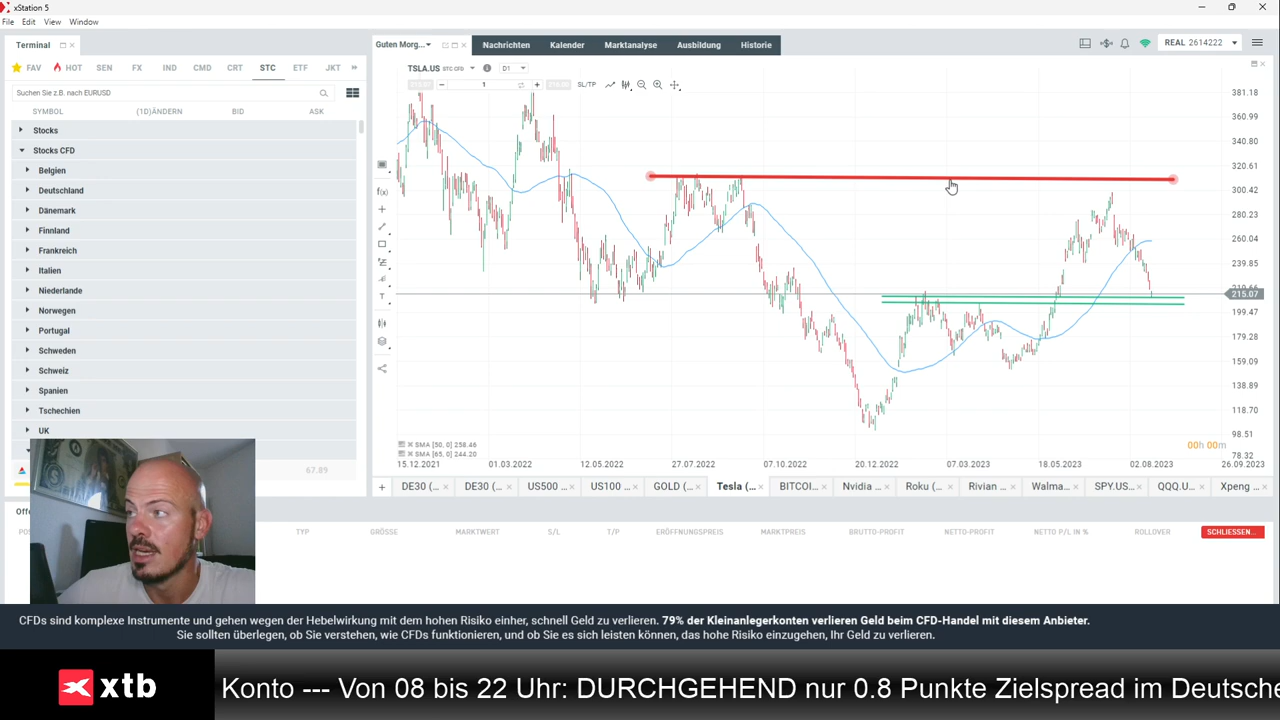 xStation 5
File Edit View Window
Terminal
FAV HOT SEN FX IND CMD CRT STC ETF JKT
Suchen Sie z.B. nach EURUSD
SYMBOL (1D)ÄNDERN BID ASK
Stocks
Stocks CFD
Belgien
Deutschland
Dänemark
Finnland
Frankreich
Italien
Niederlande
Norwegen
Portugal
Schweden
Schweiz
Spanien
Tschechien
UK
67.89
Guten Morg... Nachrichten Kalender Marktanalyse Ausbildung Historie
REAL 2614222
TSLA.US STC CFD D1
1 SL/TP
f(x)
T
381.18
360.99
340.80
320.61
300.42
280.23
260.04
239.85
215.07
199.47
179.28
159.09
138.89
118.70
98.51
78.32
00h 00m
SMA [50, 0] 258.46
SMA [65, 0] 244.20
15.12.2021 01.03.2022 12.05.2022 27.07.2022 07.10.2022 20.12.2022 07.03.2023 18.05.2023 02.08.2023 26.09.2023
DE30 (... DE30 (... US500 ... US100 ... GOLD (... Tesla (... BITCOI... Nvidia ... Roku (... Rivian ... Walma... SPY.US... QQQ.U... Xpeng ...
TYP GRÖSSE MARKTWERT S/L T/P ERÖFFNUNGSPREIS MARKTPREIS BRUTTO-PROFIT NETTO-PROFIT NETTO P/L IN % ROLLOVER SCHLIESSEN...
CFDs sind komplexe Instrumente und gehen wegen der Hebelwirkung mit dem hohen Risiko einher, schnell Geld zu verlieren. 79% der Kleinanlegerkonten verlieren Geld beim CFD-Handel mit diesem Anbieter.
Sie sollten überlegen, ob Sie verstehen, wie CFDs funktionieren, und ob Sie es sich leisten können, das hohe Risiko einzugehen, Ihr Geld zu verlieren.
xtb Konto --- Von 08 bis 22 Uhr: DURCHGEHEND nur 0.8 Punkte Zielspread im Deutsche